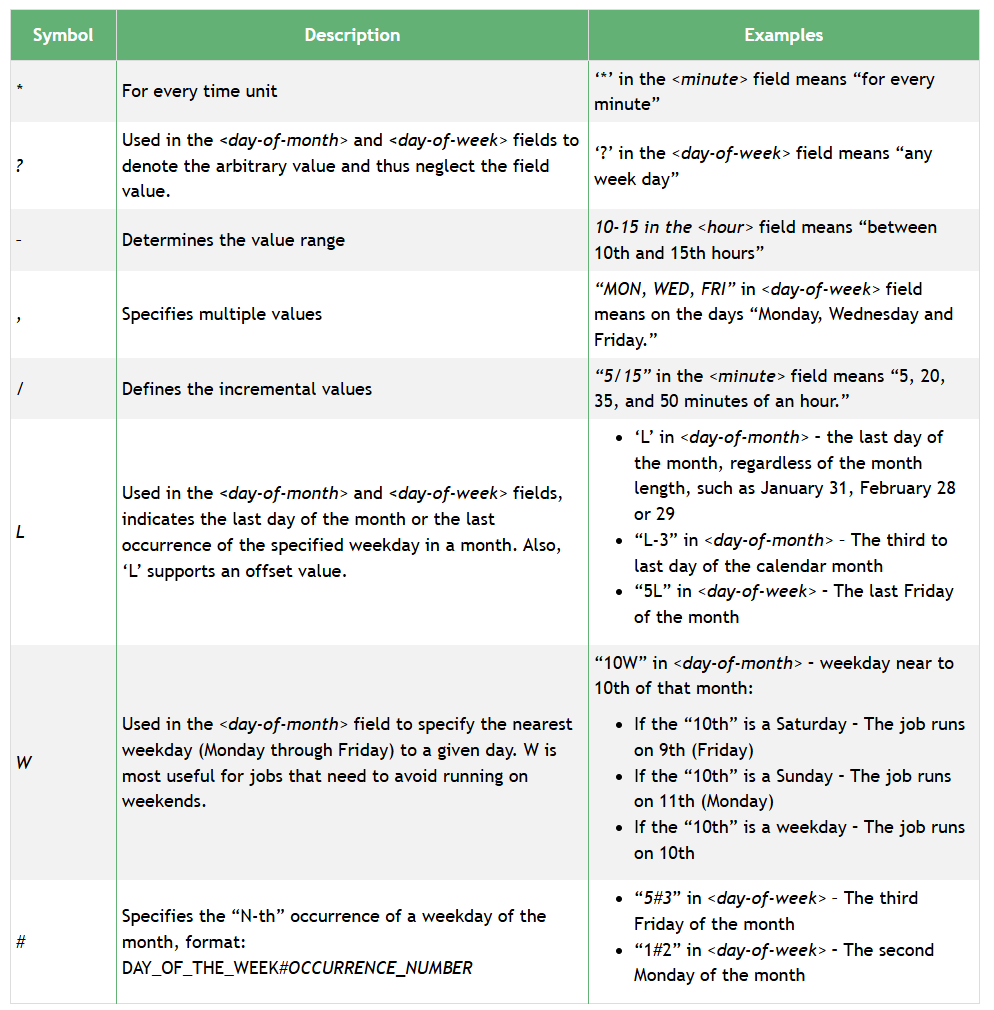 Symbol Description Examples
* For every time unit ‘*’ in the <minute> field means “for every
minute”
? Used in the <day-of-month> and <day-of-week> fields to
denote the arbitrary value and thus neglect the field
value.
‘?’ in the <day-of-week> field means “any
week day”
– Determines the value range
10-15 in the <hour> field means “between
10th and 15th hours”
, Specifies multiple values
“MON, WED, FRI” in <day-of-week> field
means on the days “Monday, Wednesday and
Friday.”
/ Defines the incremental values
“5/15” in the <minute> field means “5, 20,
35, and 50 minutes of an hour.”
L
Used in the <day-of-month> and <day-of-week> fields,
indicates the last day of the month or the last
occurrence of the specified weekday in a month. Also,
‘L’ supports an offset value.
• ‘L’ in <day-of-month> – the last day of
the month, regardless of the month
length, such as January 31, February 28
or 29
• “L-3” in <day-of-month> – The third to
last day of the calendar month
• “5L” in <day-of-week> – The last Friday
of the month
W
Used in the <day-of-month> field to specify the nearest
weekday (Monday through Friday) to a given day. W is
most useful for jobs that need to avoid running on
weekends.
“10W” in <day-of-month> – weekday near to
10th of that month:
• If the “10th” is a Saturday – The job runs
on 9th (Friday)
• If the “10th” is a Sunday – The job runs
on 11th (Monday)
• If the “10th” is a weekday – The job runs
on 10th
#
Specifies the “N-th” occurrence of a weekday of the
month, format:
DAY_OF_THE_WEEK#OCCURRENCE_NUMBER
• “5#3” in <day-of-week> – The third
Friday of the month
• “1#2” in <day-of-week> – The second
Monday of the month